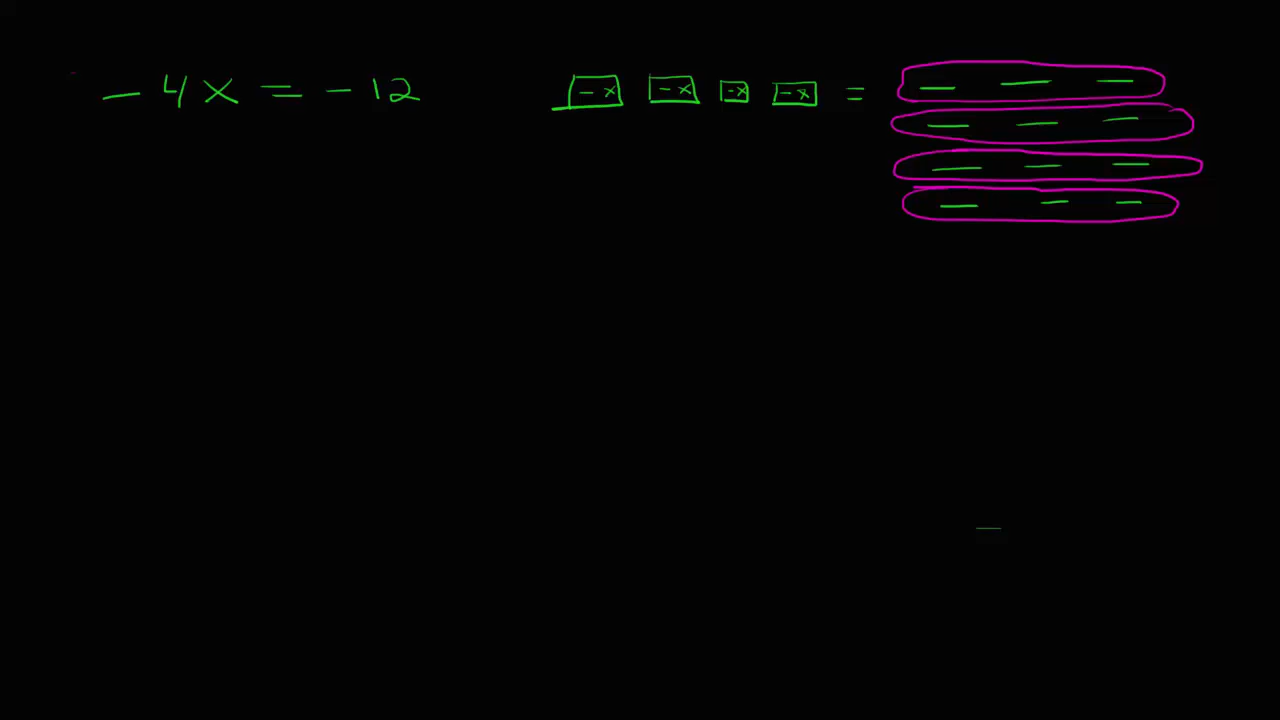 - 4x = -12
-x -x -x -x = - - -
- - -
- - -
- - -